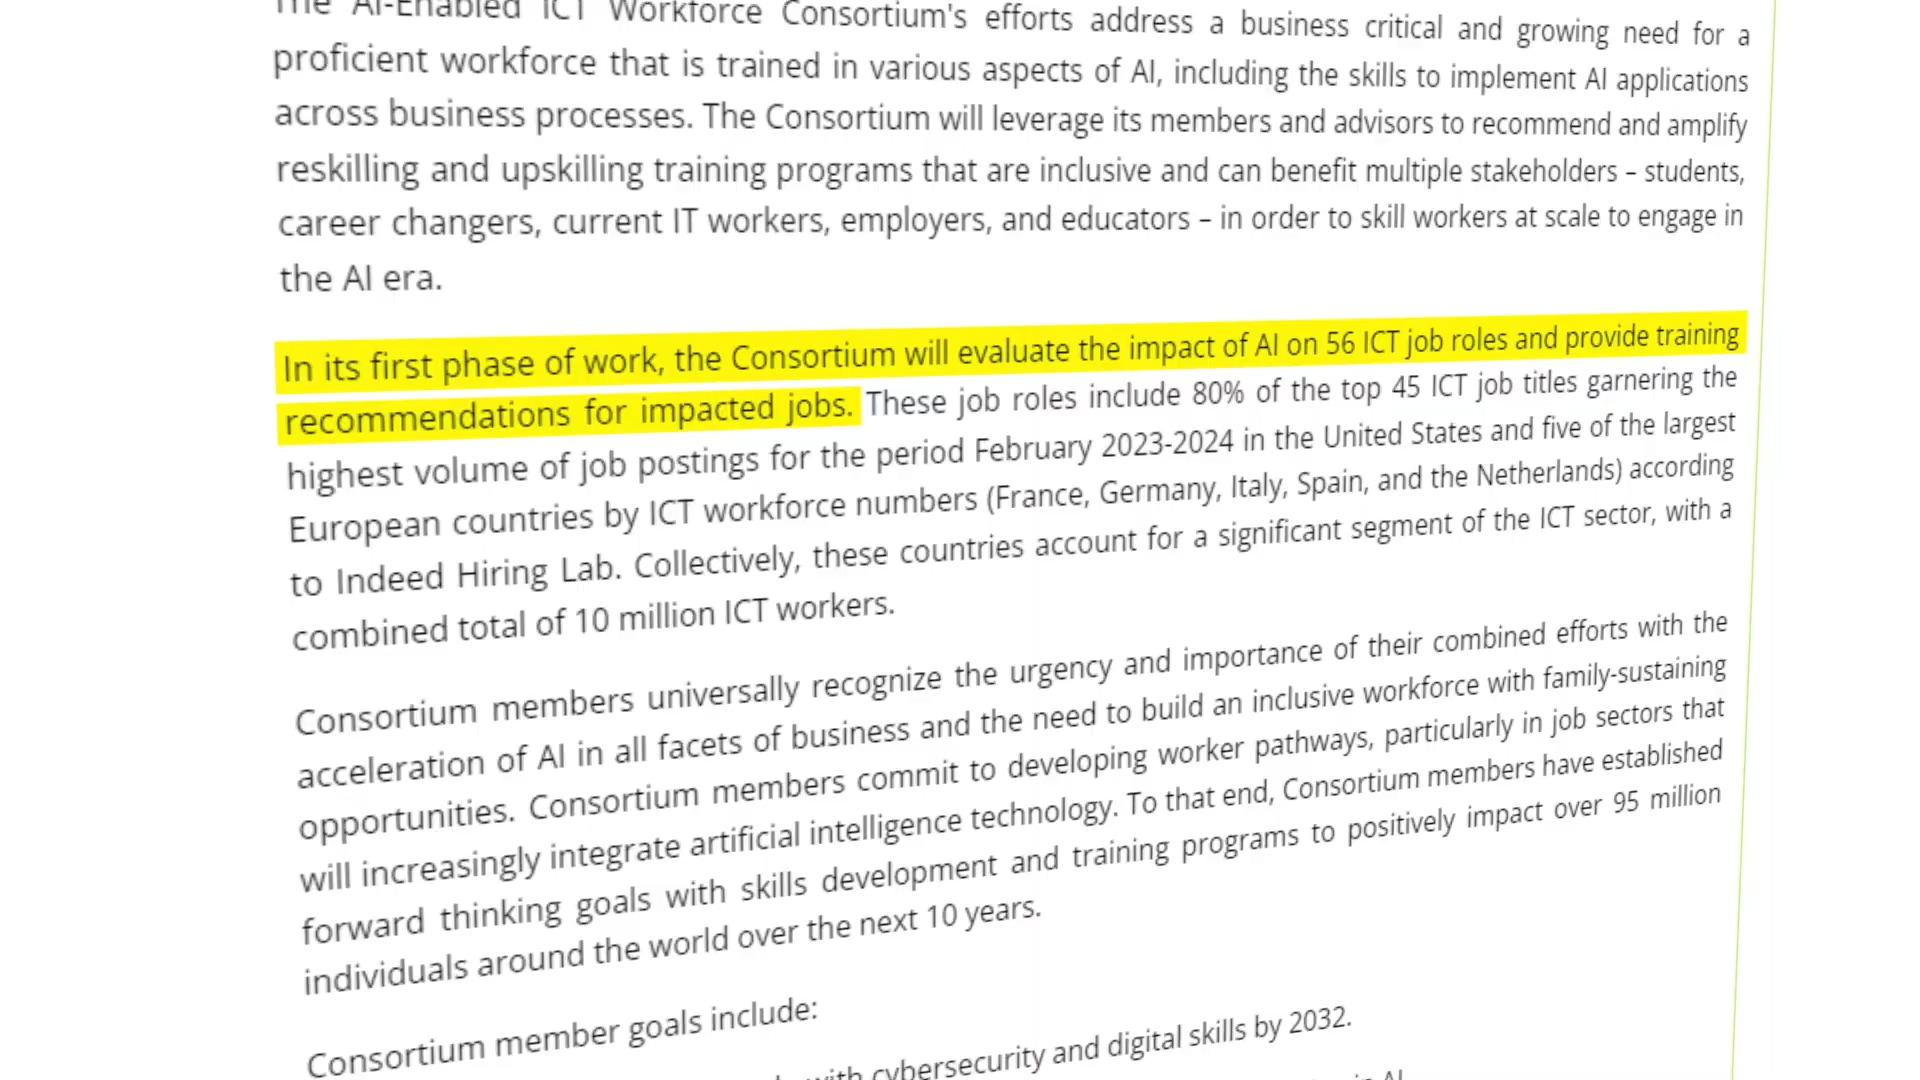 The AI-Enabled ICT Workforce Consortium's efforts address a business critical and growing need for a
proficient workforce that is trained in various aspects of AI, including the skills to implement AI applications
across business processes. The Consortium will leverage its members and advisors to recommend and amplify
reskilling and upskilling training programs that are inclusive and can benefit multiple stakeholders – students,
career changers, current IT workers, employers, and educators – in order to skill workers at scale to engage in
the AI era.
In its first phase of work, the Consortium will evaluate the impact of AI on 56 ICT job roles and provide training
recommendations for impacted jobs. These job roles include 80% of the top 45 ICT job titles garnering the
highest volume of job postings for the period February 2023-2024 in the United States and five of the largest
European countries by ICT workforce numbers (France, Germany, Italy, Spain, and the Netherlands) according
to Indeed Hiring Lab. Collectively, these countries account for a significant segment of the ICT sector, with a
combined total of 10 million ICT workers.
Consortium members universally recognize the urgency and importance of their combined efforts with the
acceleration of AI in all facets of business and the need to build an inclusive workforce with family-sustaining
opportunities. Consortium members commit to developing worker pathways, particularly in job sectors that
will increasingly integrate artificial intelligence technology. To that end, Consortium members have established
forward thinking goals with skills development and training programs to positively impact over 95 million
individuals around the world over the next 10 years.
Consortium member goals include:
with cybersecurity and digital skills by 2032.
in AI